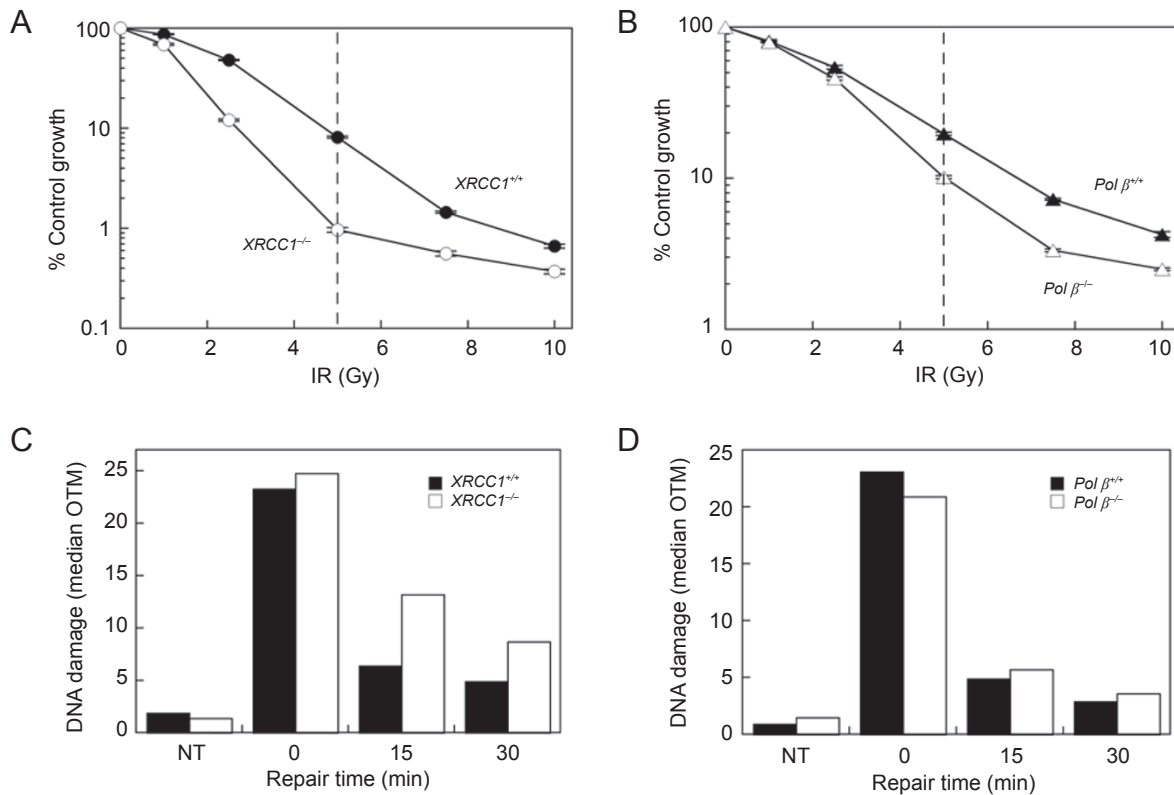 A
% Control growth
100
10
1
0.1
XRCC1+/+
XRCC1−/−
0 2 4 6 8 10
IR (Gy)
B
% Control growth
100
10
1
Pol β+/+
Pol β−/−
0 2 4 6 8 10
IR (Gy)
C
DNA damage (median OTM)
25
20
15
10
5
0
XRCC1+/+
XRCC1−/−
NT 0 15 30
Repair time (min)
D
DNA damage (median OTM)
25
20
15
10
5
0
Pol β+/+
Pol β−/−
NT 0 15 30
Repair time (min)